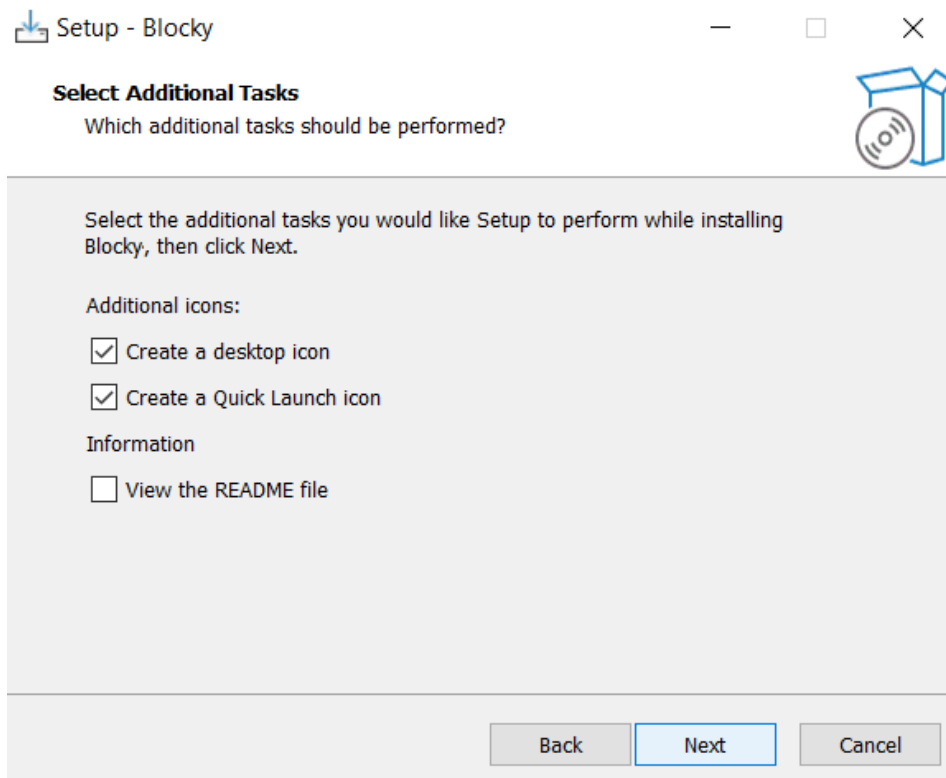 Setup - Blocky
Select Additional Tasks
Which additional tasks should be performed?
Select the additional tasks you would like Setup to perform while installing
Blocky, then click Next.
Additional icons:
Create a desktop icon
Create a Quick Launch icon
Information
View the README file
Back Next Cancel